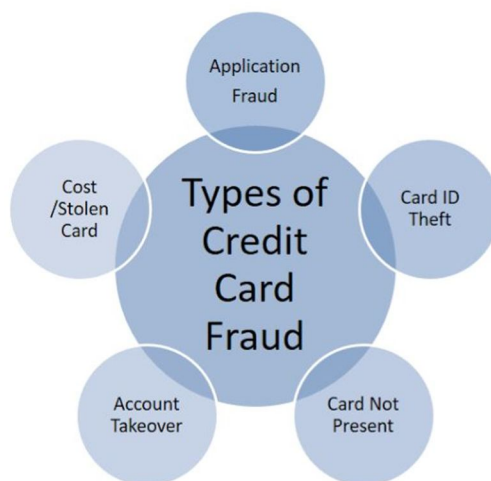 Application
Fraud
Types of
Credit
Card
Fraud
Card ID
Theft
Card Not
Present
Account
Takeover
Cost
/Stolen
Card